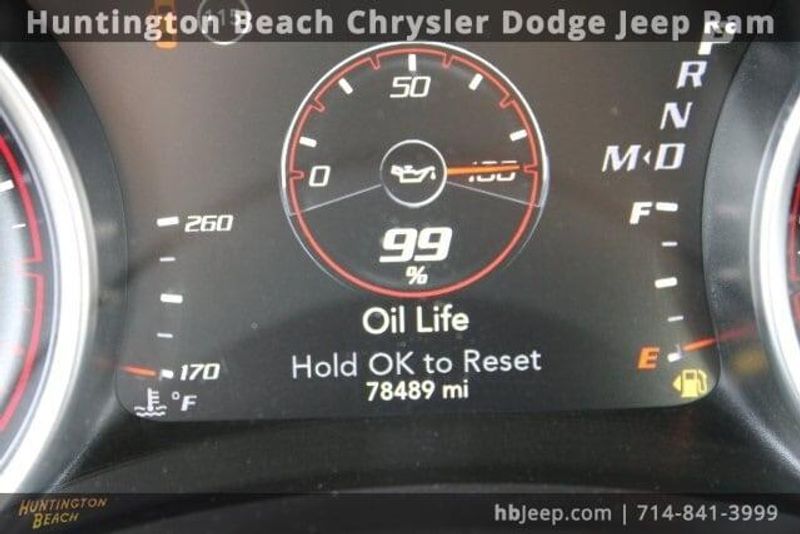 Huntington Beach Chrysler Dodge Jeep Ram
115
P
R
N
M◂D
50
0
100
99
%
260
170
°F
F
E
Oil Life
Hold OK to Reset
78489 mi
HUNTINGTON
BEACH
hbjeep.com | 714-841-3999